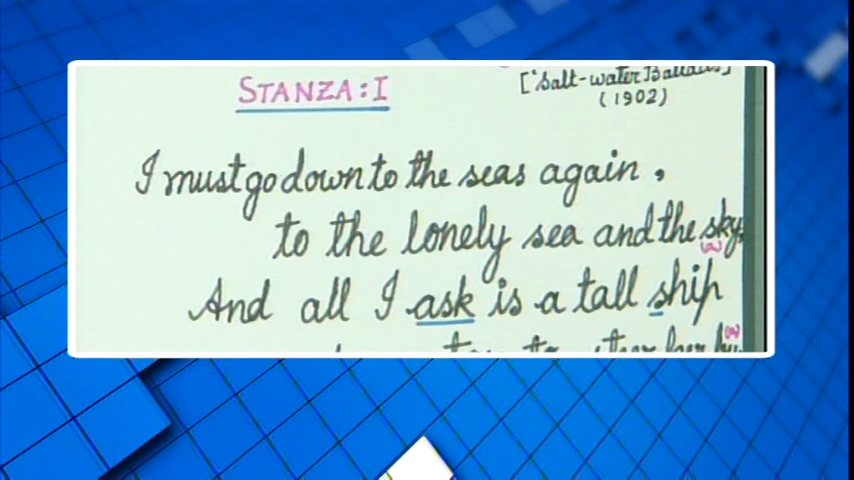 STANZA : I
['Salt-water Ballads']
(1902)
I must go down to the seas again,
to the lonely sea and the sky,
(a)
And all I ask is a tall ship
(a)